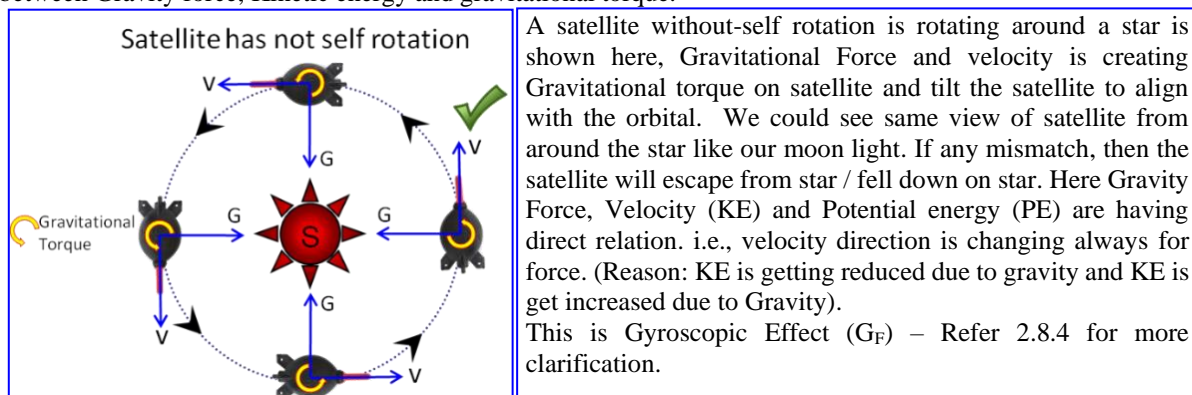 between Gravity force, Kinetic energy and gravitational torque.
Satellite has not self rotation
V
G
V
G
S
G
Gravitational
Torque
V
G
V
A satellite without-self rotation is rotating around a star is
shown here, Gravitational Force and velocity is creating
Gravitational torque on satellite and tilt the satellite to align
with the orbital. We could see same view of satellite from
around the star like our moon light. If any mismatch, then the
satellite will escape from star / fell down on star. Here Gravity
Force, Velocity (KE) and Potential energy (PE) are having
direct relation. i.e., velocity direction is changing always for
force. (Reason: KE is getting reduced due to gravity and KE is
get increased due to Gravity).
This is Gyroscopic Effect (GF) – Refer 2.8.4 for more
clarification.